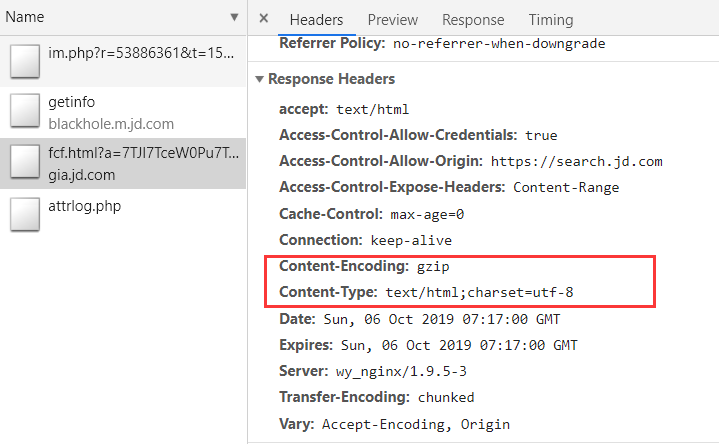 Name
Headers Preview Response Timing
im.php?r=53886361&t=15...
getinfo
blackhole.m.jd.com
fcf.html?a=7TJI7TceW0Pu7T...
gia.jd.com
attrlog.php
Referrer Policy: no-referrer-when-downgrade
Response Headers
accept: text/html
Access-Control-Allow-Credentials: true
Access-Control-Allow-Origin: https://search.jd.com
Access-Control-Expose-Headers: Content-Range
Cache-Control: max-age=0
Connection: keep-alive
Content-Encoding: gzip
Content-Type: text/html;charset=utf-8
Date: Sun, 06 Oct 2019 07:17:00 GMT
Expires: Sun, 06 Oct 2019 07:17:00 GMT
Server: wy_nginx/1.9.5-3
Transfer-Encoding: chunked
Vary: Accept-Encoding, Origin